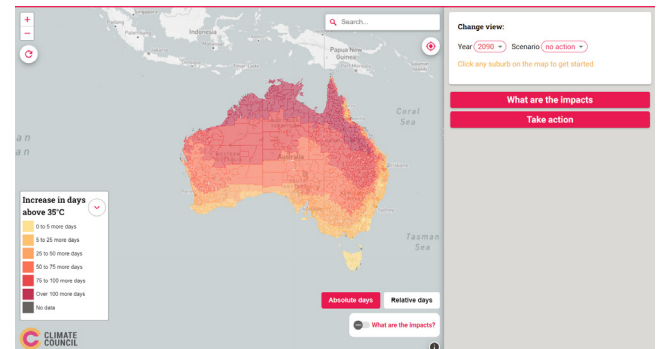 +
−
Indonesia
Papua New
Guinea
Search...
Coral
Sea
Australia
Tasman
Sea
Sydney
Increase in days
above 35°C
0 to 5 more days
5 to 25 more days
25 to 50 more days
50 to 75 more days
75 to 100 more days
Over 100 more days
No data
CLIMATE
COUNCIL
Absolute days
Relative days
What are the impacts?
Change view:
Year 2090 Scenario no action
Click any suburb on the map to get started.
What are the impacts
Take action